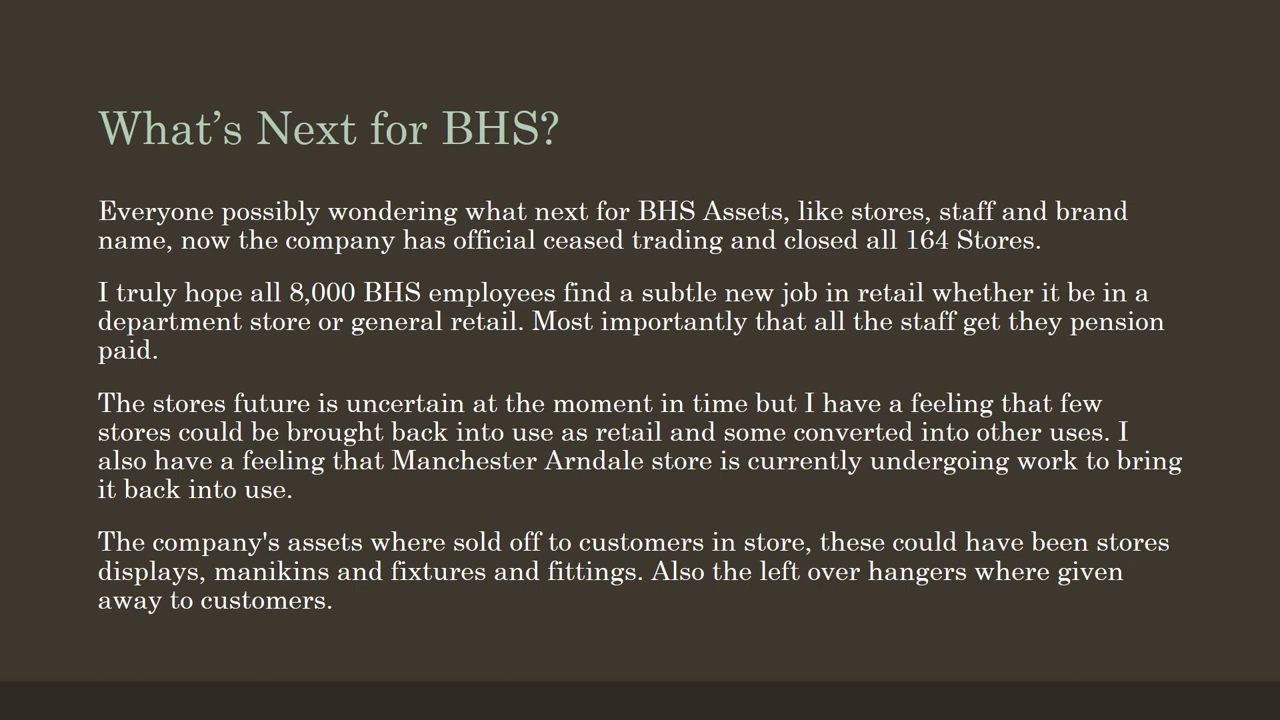 What’s Next for BHS?
Everyone possibly wondering what next for BHS Assets, like stores, staff and brand
name, now the company has official ceased trading and closed all 164 Stores.
I truly hope all 8,000 BHS employees find a subtle new job in retail whether it be in a
department store or general retail. Most importantly that all the staff get they pension
paid.
The stores future is uncertain at the moment in time but I have a feeling that few
stores could be brought back into use as retail and some converted into other uses. I
also have a feeling that Manchester Arndale store is currently undergoing work to bring
it back into use.
The company's assets where sold off to customers in store, these could have been stores
displays, manikins and fixtures and fittings. Also the left over hangers where given
away to customers.